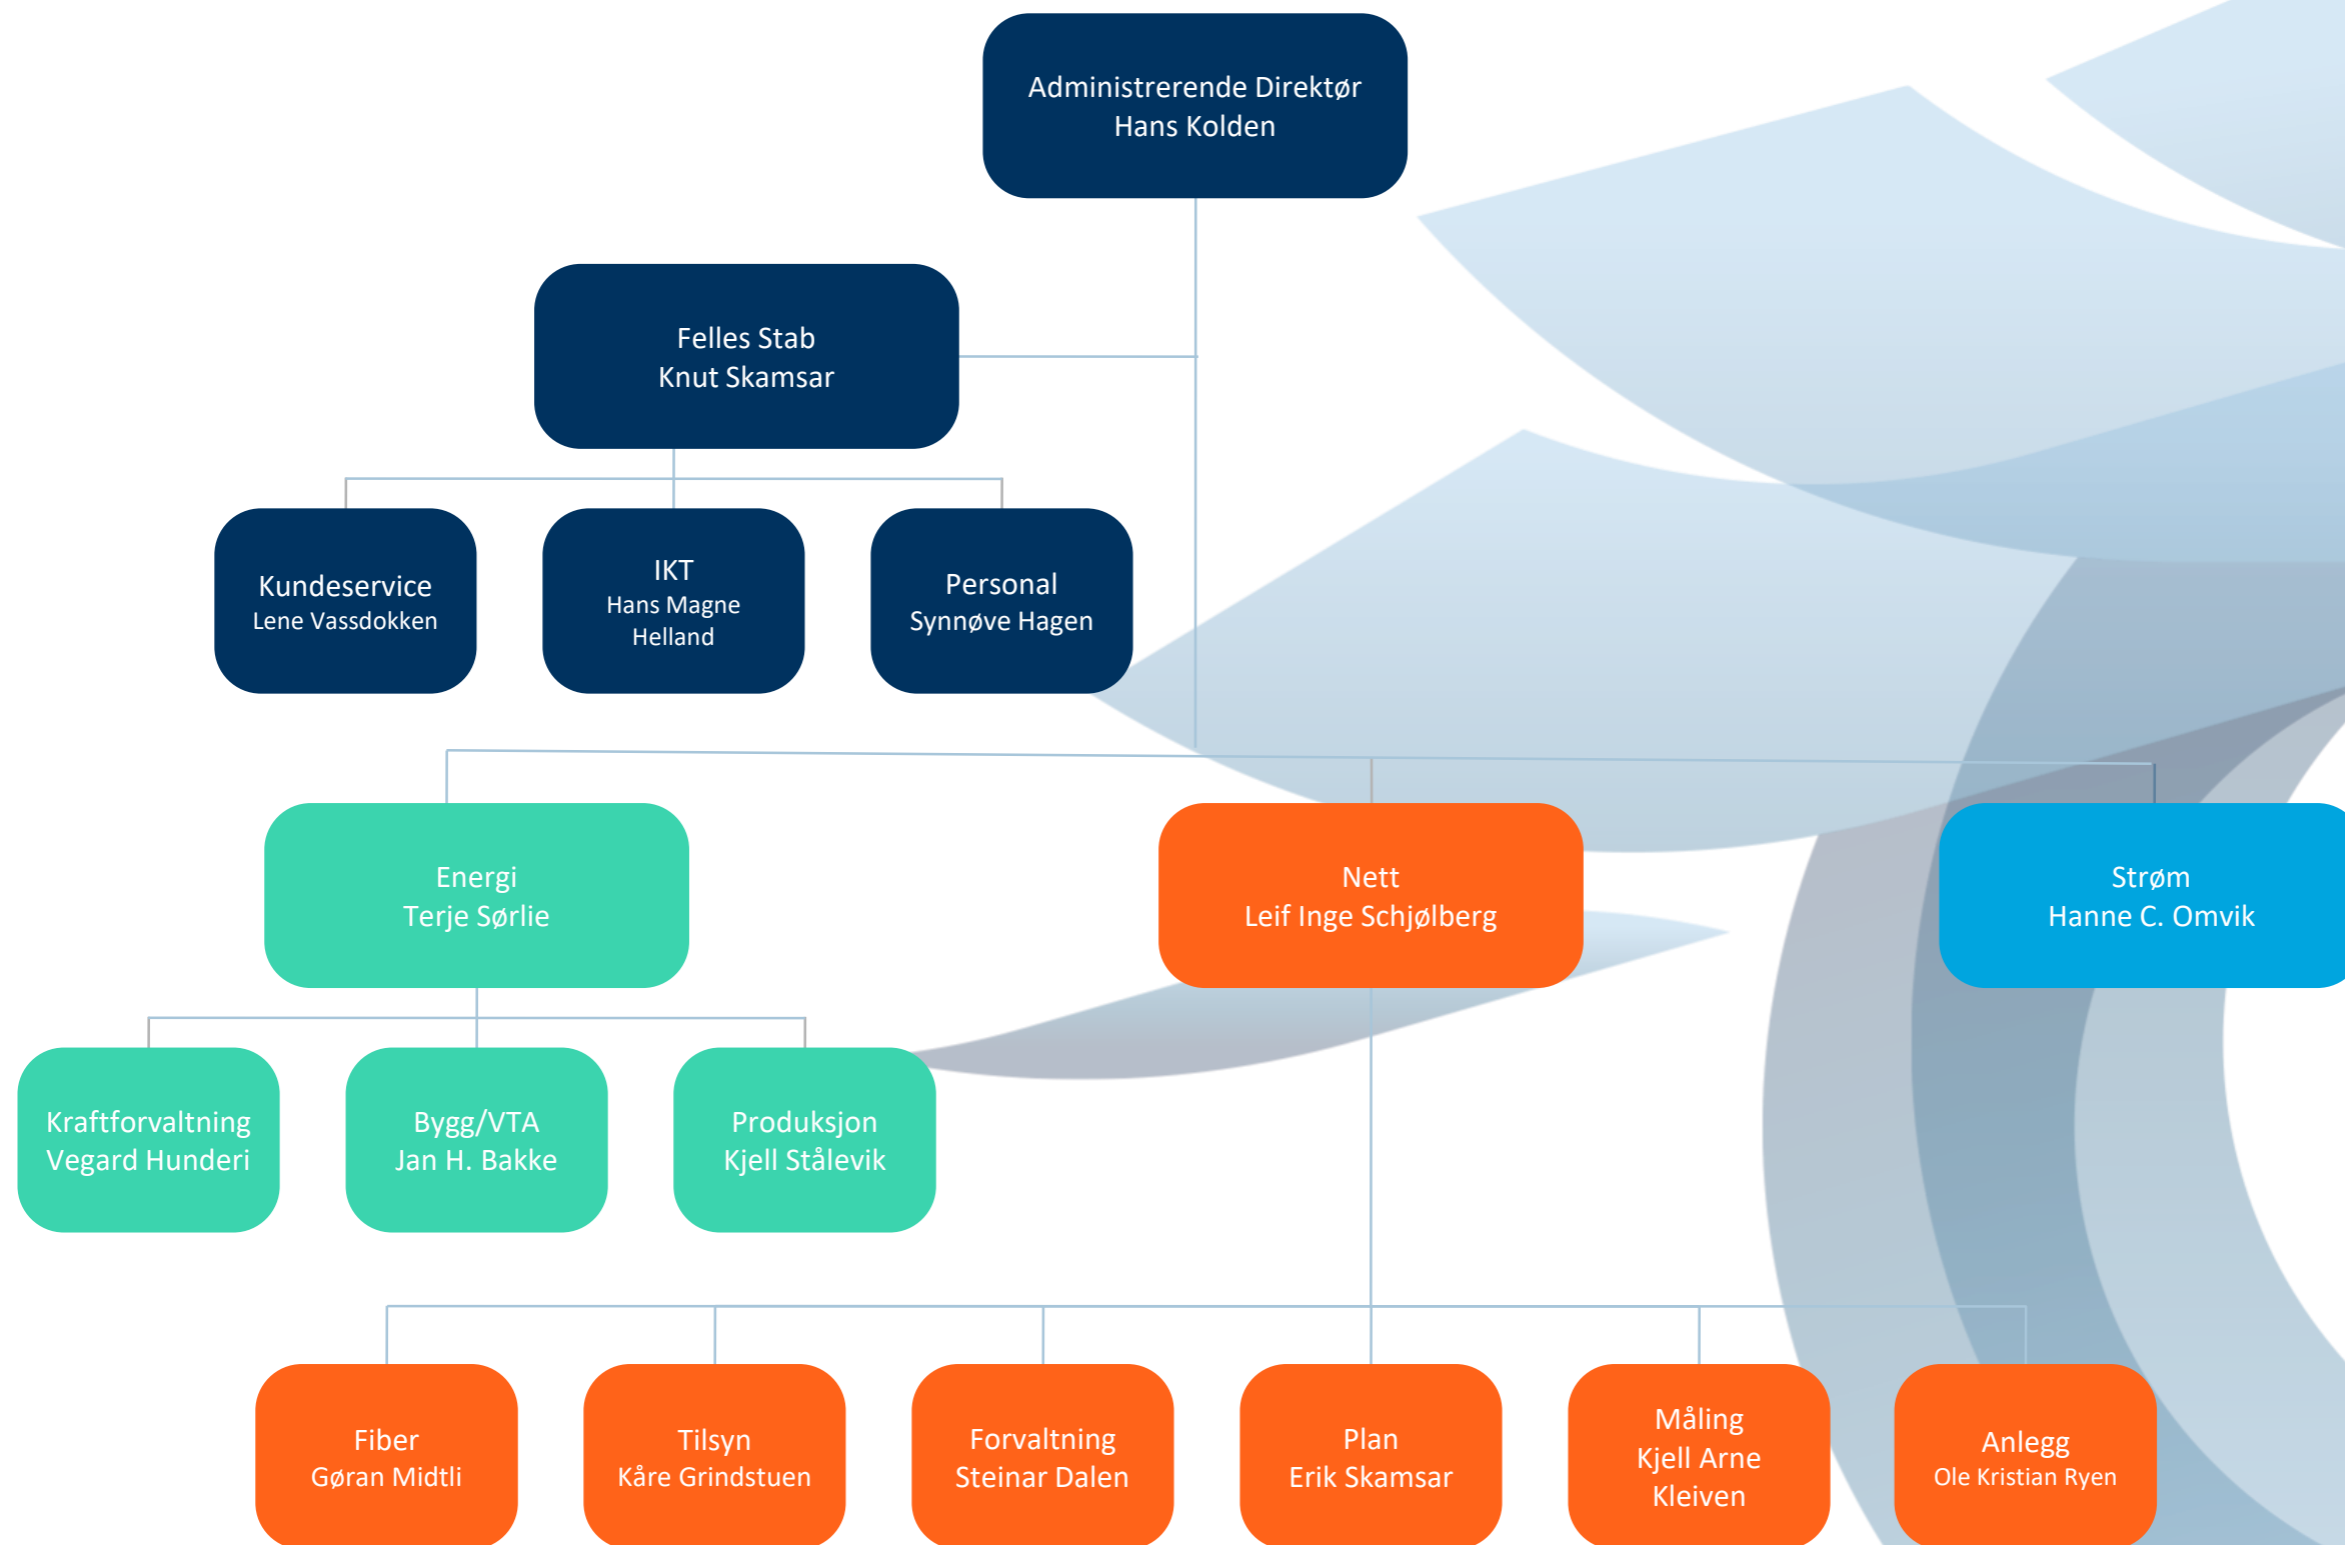 Administrerende Direktør
Hans Kolden
Felles Stab
Knut Skamsar
Kundeservice
Lene Vassdokken
IKT
Hans Magne
Helland
Personal
Synnøve Hagen
Energi
Terje Sørlie
Nett
Leif Inge Schjølberg
Strøm
Hanne C. Omvik
Kraftforvaltning
Vegard Hunderi
Bygg/VTA
Jan H. Bakke
Produksjon
Kjell Stålevik
Fiber
Gøran Midtli
Tilsyn
Kåre Grindstuen
Forvaltning
Steinar Dalen
Plan
Erik Skamsar
Måling
Kjell Arne
Kleiven
Anlegg
Ole Kristian Ryen